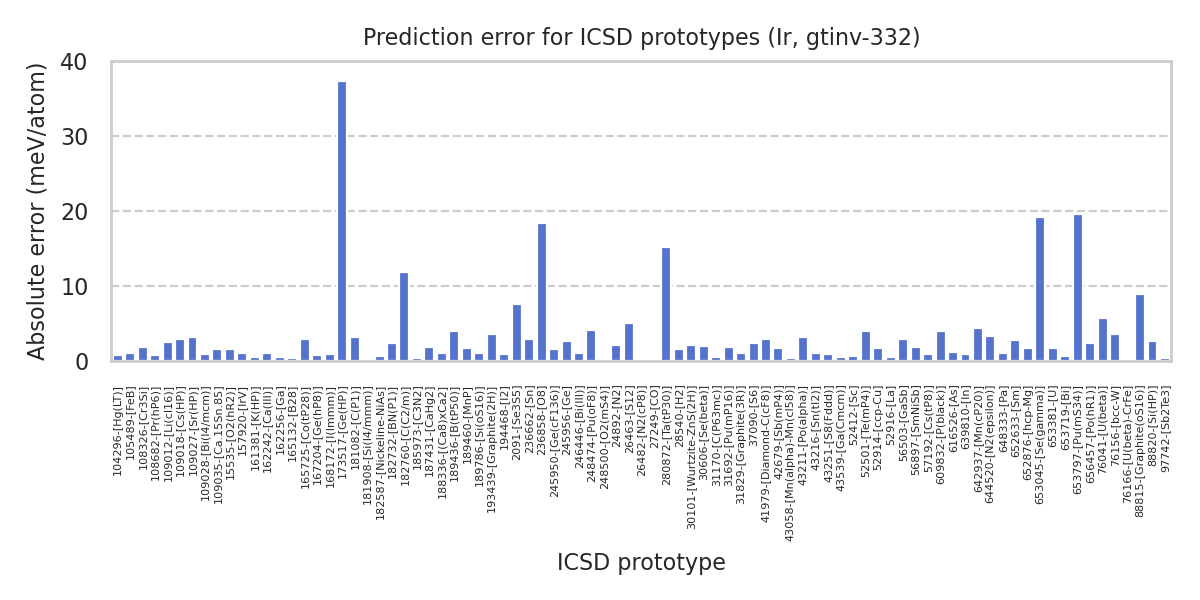 Prediction error for ICSD prototypes (Ir, gtinv-332)
Absolute error (meV/atom)
40
30
20
10
0
104296-[Hg(LT)]
105489-[FeB]
108326-[Cr3Si]
108682-[Pr(hP6)]
109012-[Li(cI16)]
109018-[Cs(HP)]
109027-[Sr(HP)]
109028-[Bi(I4/mcm)]
109035-[Ca.15Sn.85]
15535-[O2(hR2)]
157920-[IrV]
161381-[K(HP)]
162242-[Ca(III)]
162256-[Ga]
165132-[B28]
165725-[Co(tP28)]
167204-[Ge(hP8)]
168172-[I(Immm)]
173517-[Ge(HP)]
181082-[C(P1)]
181908-[Si(I4/mmm)]
182587-[Nickeline-NiAs]
182732-[BN(P1)]
182760-[C(C2/m)]
185973-[C3N2]
187431-[CaHg2]
188336-[(Ca8)xCa2]
189436-[B(tP50)]
189460-[MnP]
189786-[Si(oS16)]
193439-[Graphite(2H)]
194468-[I2]
20991-[Se3S5]
236662-[Sn]
236858-[O8]
245950-[Ge(cF136)]
245956-[Ge]
246446-[Bi(III)]
248474-[Pu(oF8)]
248500-[O2(mS4)]
24892-[N2]
26463-[S12]
26482-[N2(cP8)]
27249-[CO]
280872-[Ta(tP30)]
28540-[H2]
30101-[Wurtzite-ZnS(2H)]
30606-[Se(beta)]
31170-[C(P63mc)]
31692-[Pu(mP16)]
31829-[Graphite(3R)]
37090-[S6]
41979-[Diamond-C(cF8)]
42679-[Sb(mP4)]
43058-[Mn(alpha)-Mn(cI58)]
43211-[Po(alpha)]
43216-[Sn(tI2)]
43251-[S8(Fddd)]
43539-[Ga(Cmcm)]
52412-[Sc]
52501-[Te(mP4)]
52914-[ccp-Cu]
52916-[La]
56503-[GaSb]
56897-[SmNiSb]
57192-[Cs(tP8)]
609832-[P(black)]
616526-[As]
639810-[In]
642937-[Mn(cP20)]
644520-[N2(epsilon)]
648333-[Pa]
652633-[Sm]
652876-[hcp-Mg]
653045-[Se(gamma)]
653381-[U]
653719-[Bi]
653797-[Pu(mS34)]
656457-[Po(hR1)]
76041-[U(beta)]
76156-[bcc-W]
76166-[U(beta)-CrFe]
88815-[Graphite(oS16)]
88820-[Si(HP)]
97742-[Sb2Te3]
ICSD prototype